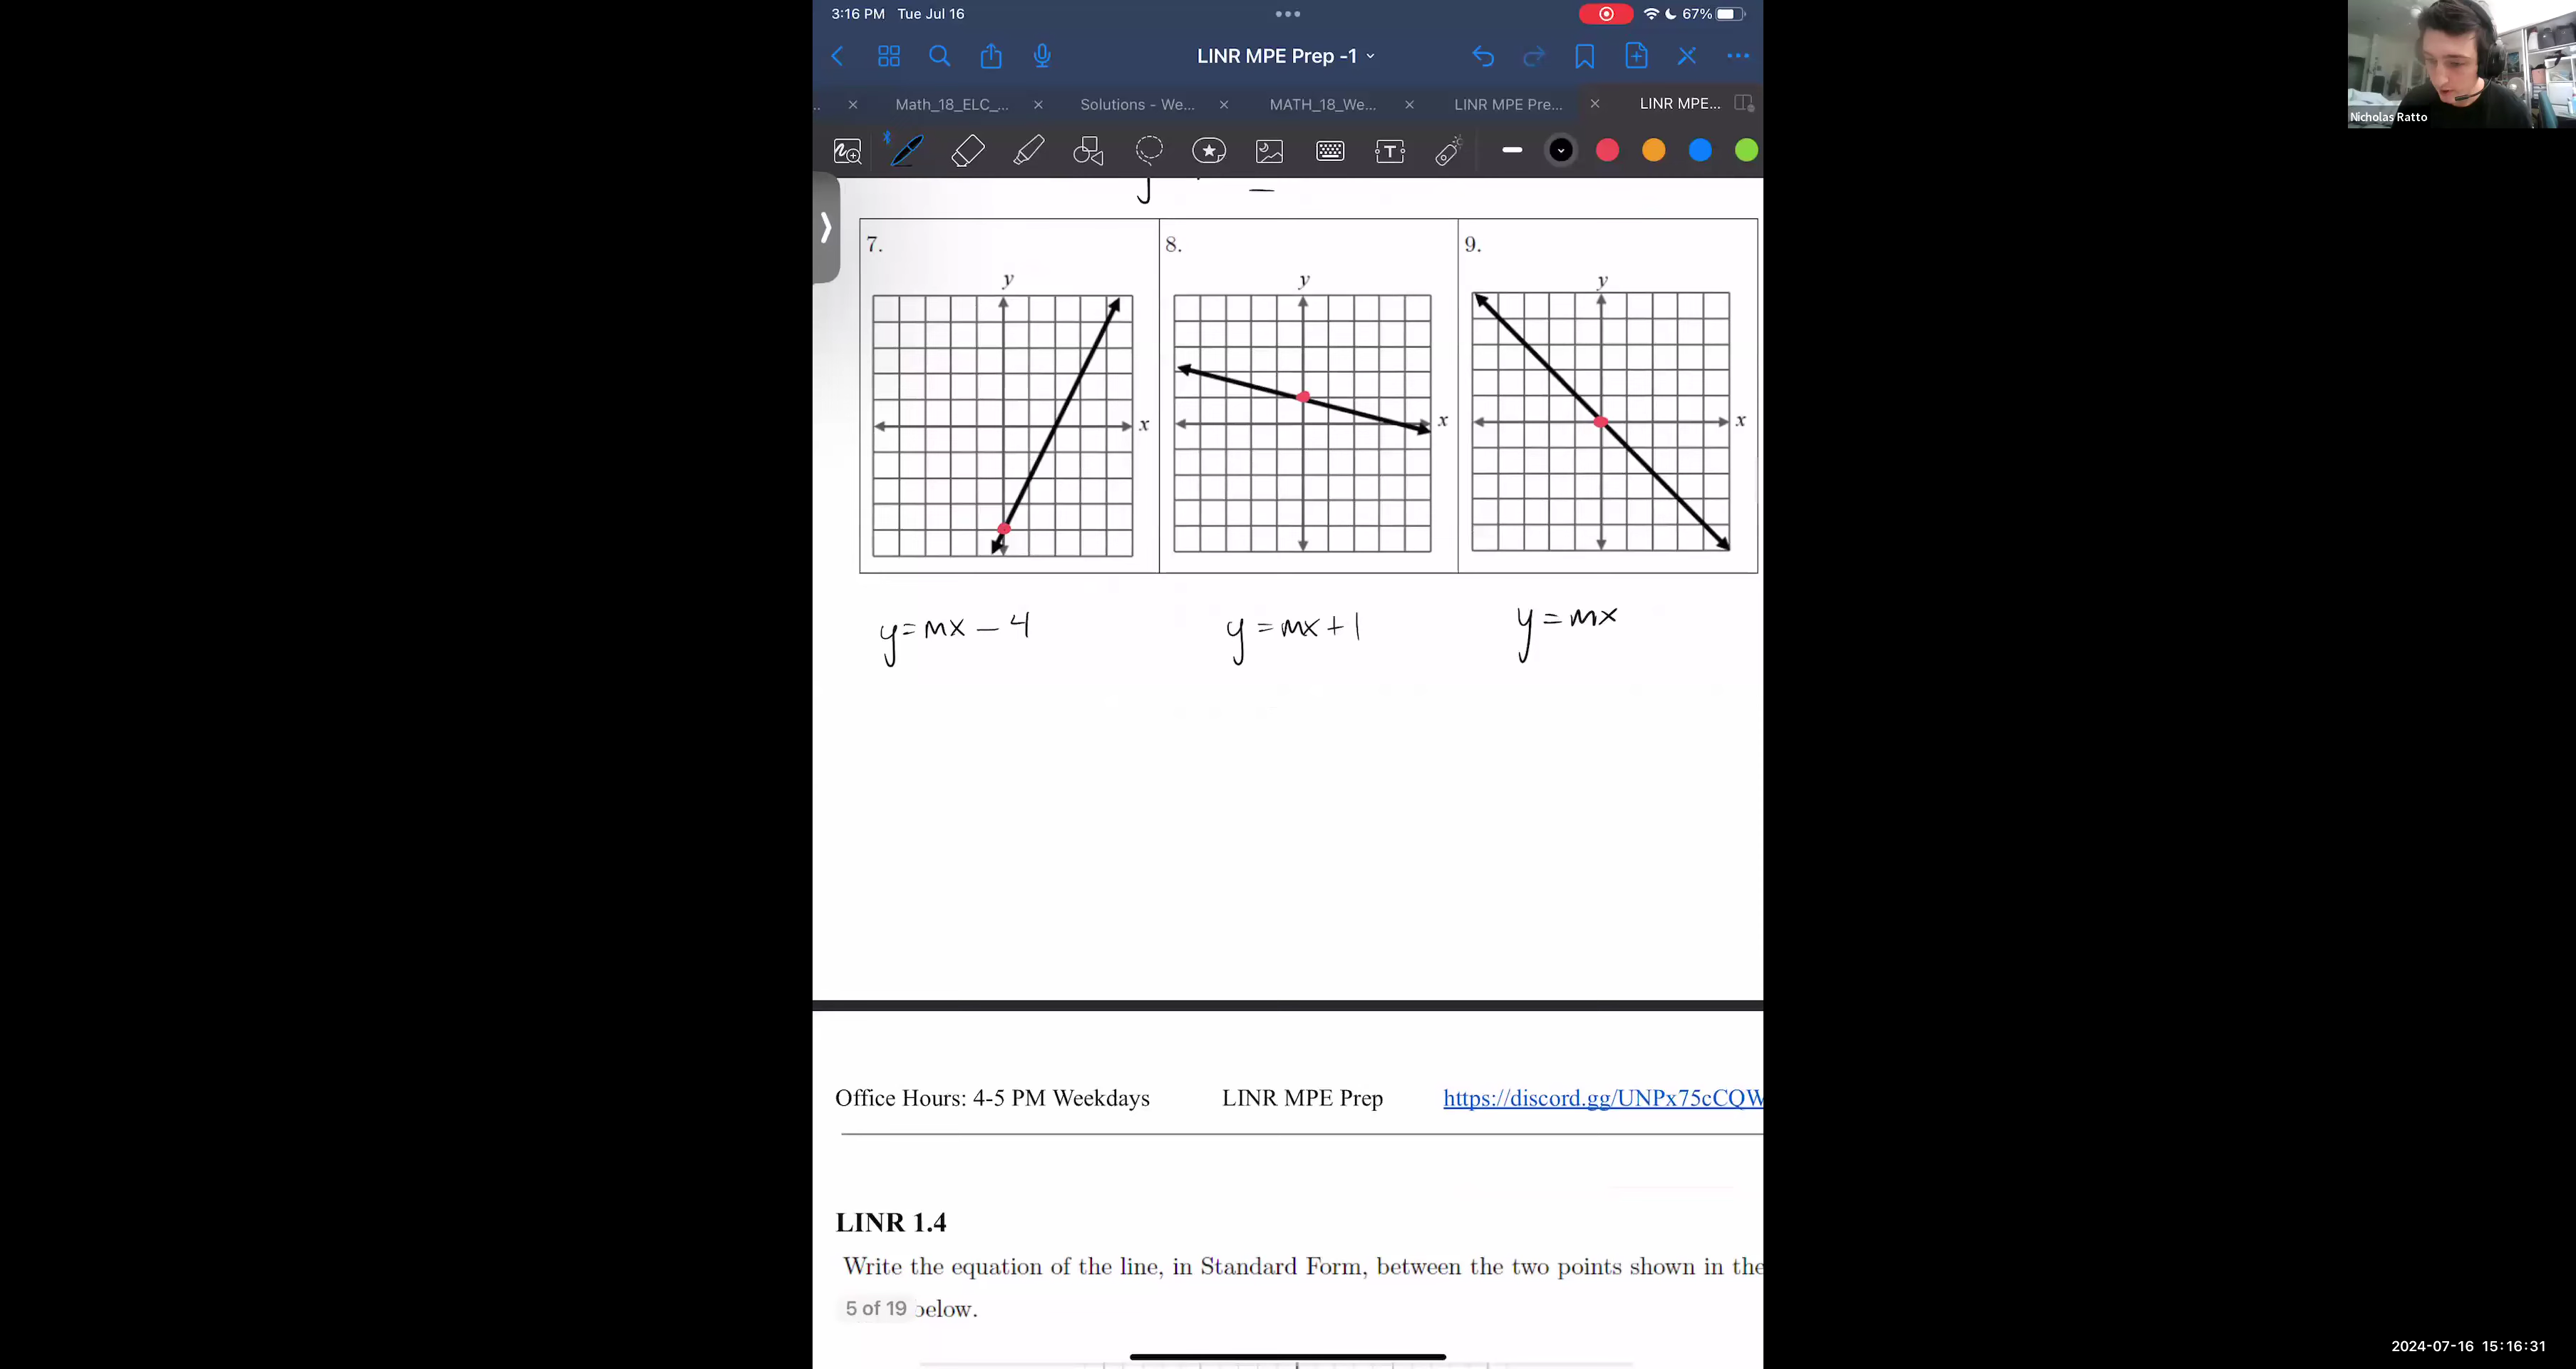 3:16 PM Tue Jul 16
67%
LINR MPE Prep -1
Math_18_ELC_...
Solutions - We...
MATH_18_We...
LINR MPE Pre...
LINR MPE...
Nicholas Ratto
7.
8.
9.
y
y
y
x
x
x
y=mx-4
y=mx+1
y=mx
Office Hours: 4-5 PM Weekdays LINR MPE Prep https://discord.gg/UNPx75cCQW
LINR 1.4
Write the equation of the line, in Standard Form, between the two points shown in the
5 of 19 below.
2024-07-16 15:16:31